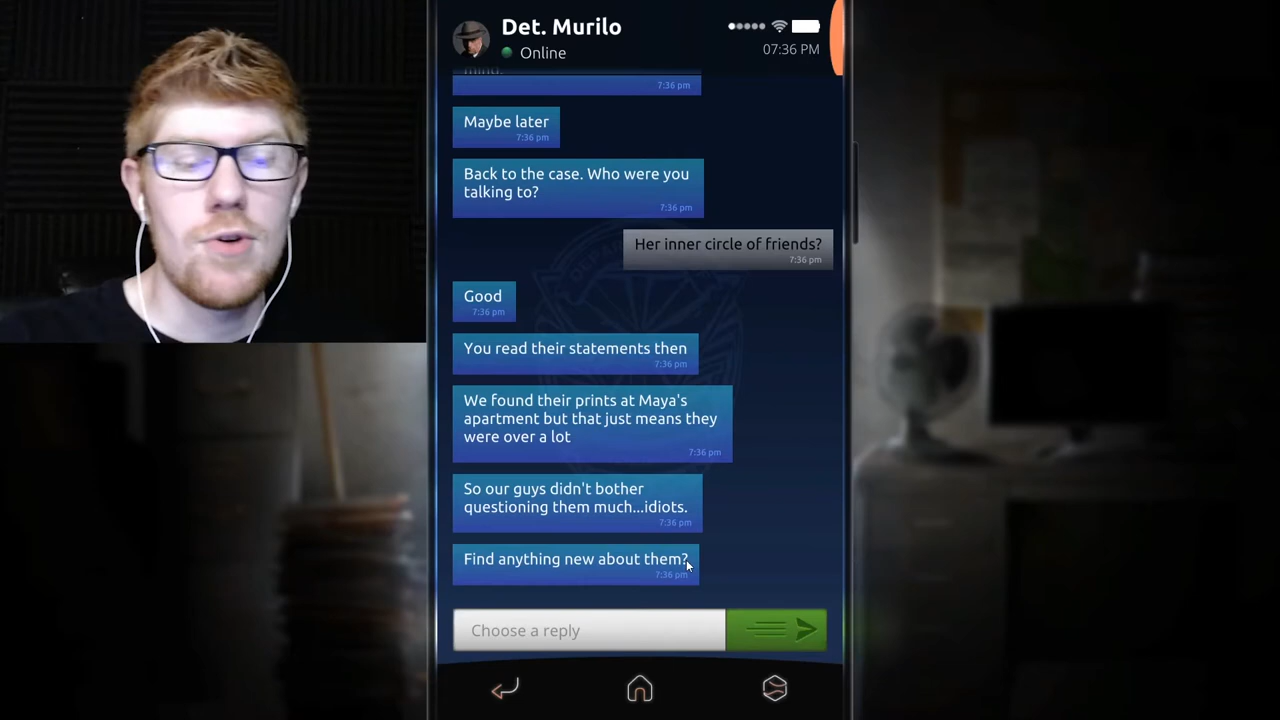 Det. Murilo
Online
07:36 PM
mind.
7:36 pm
Maybe later
7:36 pm
Back to the case. Who were you
talking to?
7:36 pm
Her inner circle of friends?
7:36 pm
Good
7:36 pm
You read their statements then
7:36 pm
We found their prints at Maya's
apartment but that just means they
were over a lot
7:36 pm
So our guys didn't bother
questioning them much...idiots.
7:36 pm
Find anything new about them?
7:36 pm
Choose a reply